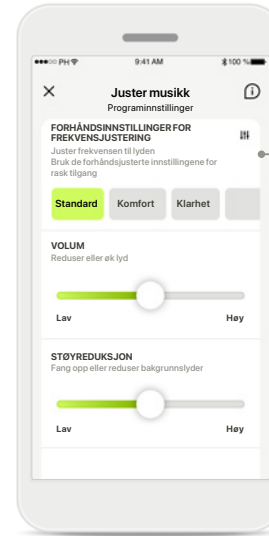 PH
9:41 AM
100 %
Juster musikk
Programinnstillinger
FORHÅNDSINNSTILLINGER FOR
FREKVENSJUSTERING
Juster frekvensen til lyden
Bruk de forhåndsjusterte innstillingene for
rask tilgang
Standard Komfort Klarhet
VOLUM
Reduser eller øk lyd
Lav Høy
STØYREDUKSJON
Fang opp eller reduser bakgrunnslyder
Lav Høy